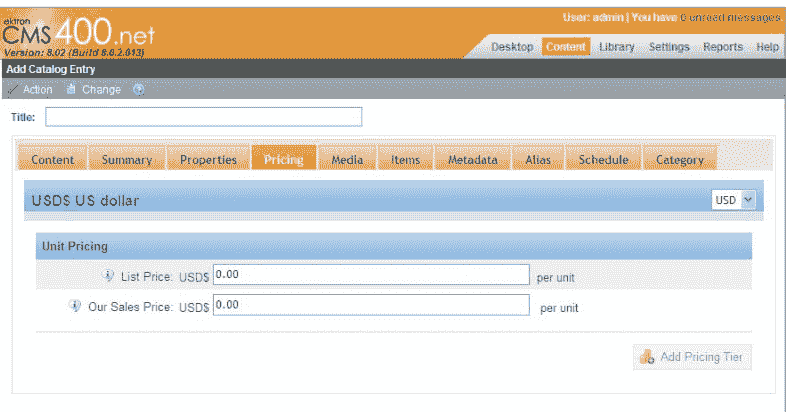 User: admin | You have 0 unread messages
ektron
CMS400.net
Version: 8.02 (Build 8.0.2.013)
Desktop Content Library Settings Reports Help
Add Catalog Entry
Action Change
Title:
Content Summary Properties Pricing Media Items Metadata Alias Schedule Category
USD$ US dollar USD
Unit Pricing
List Price: USD$ 0.00 per unit
Our Sales Price: USD$ 0.00 per unit
Add Pricing Tier